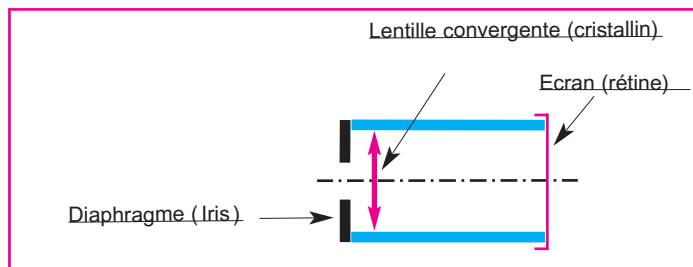 Lentille convergente (cristallin)
Ecran (rétine)
Diaphragme (Iris)